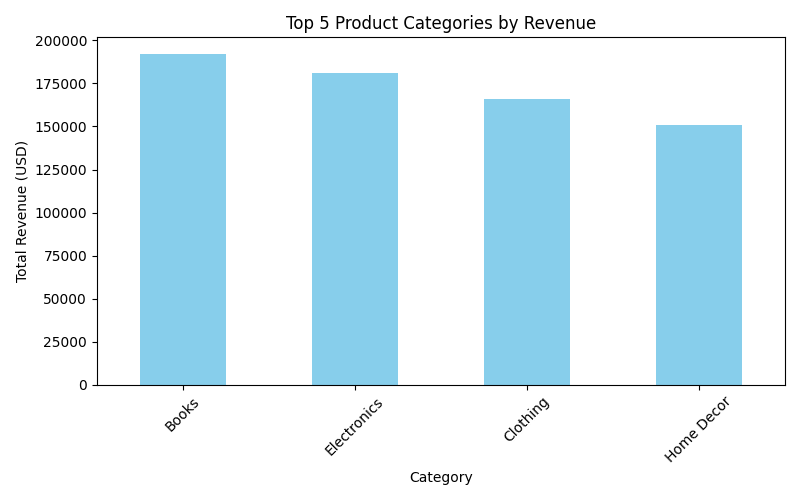 Top 5 Product Categories by Revenue
200000
175000
150000
125000
100000
75000
50000
25000
0
Total Revenue (USD)
Books
Electronics
Clothing
Home Decor
Category